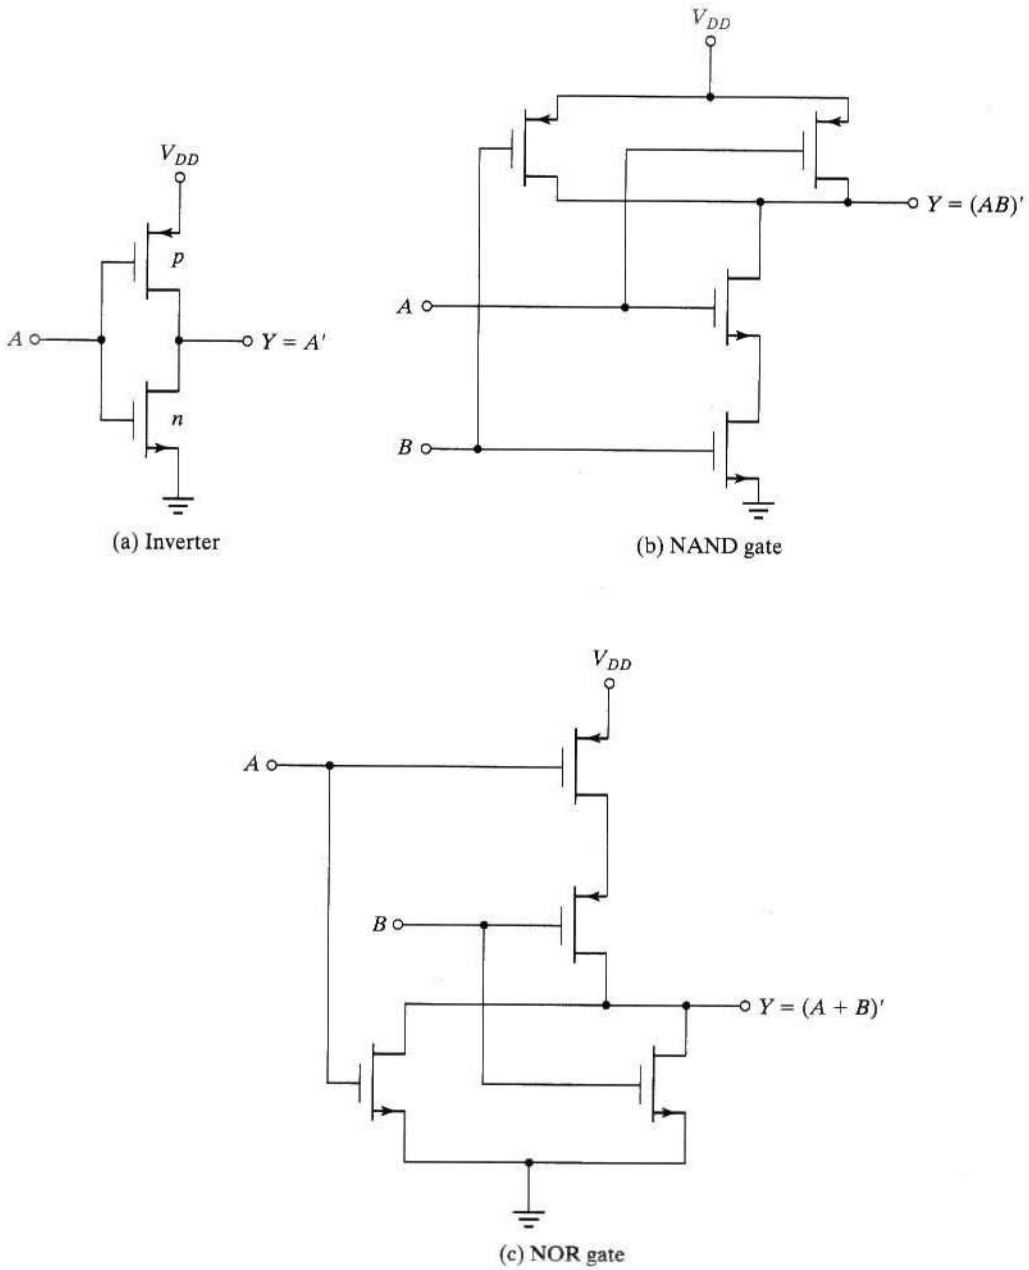 V_DD
p
A
Y = A'
n
(a) Inverter
V_DD
Y = (AB)'
A
B
(b) NAND gate
V_DD
A
B
Y = (A + B)'
(c) NOR gate